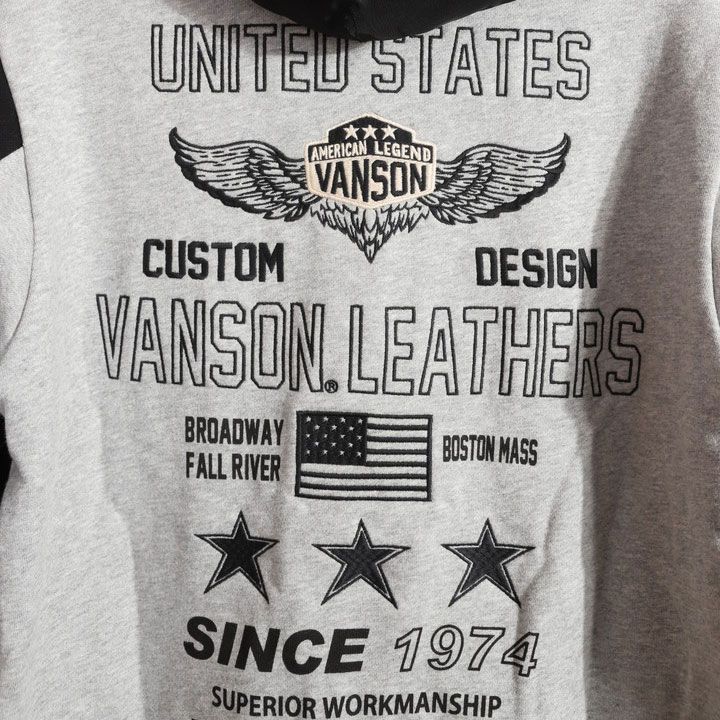 UNITED STATES
AMERICAN LEGEND
VANSON
CUSTOM DESIGN
VANSON® LEATHERS
BROADWAY
FALL RIVER
BOSTON MASS
SINCE 1974
SUPERIOR WORKMANSHIP